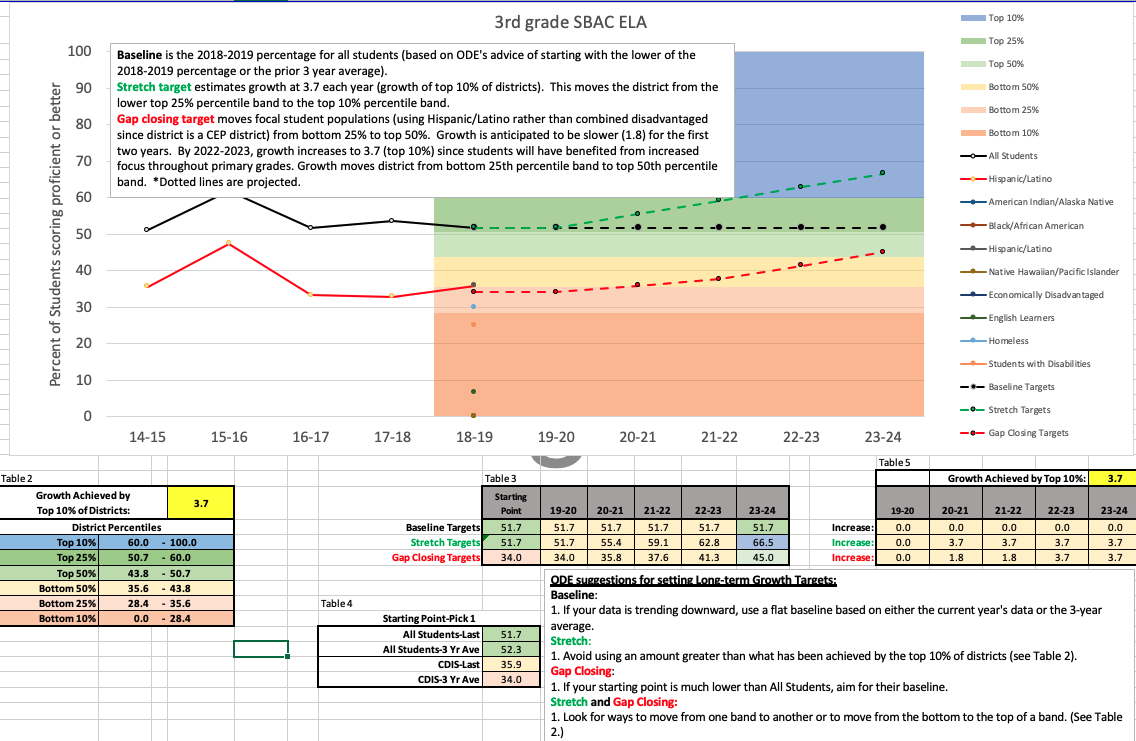 3rd grade SBAC ELA
Percent of Students scoring proficient or better
100
90
80
70
60
50
40
30
20
10
0
Baseline is the 2018-2019 percentage for all students (based on ODE's advice of starting with the lower of the
2018-2019 percentage or the prior 3 year average).
Stretch target estimates growth at 3.7 each year (growth of top 10% of districts). This moves the district from the
lower top 25% percentile band to the top 10% percentile band.
Gap closing target moves focal student populations (using Hispanic/Latino rather than combined disadvantaged
since district is a CEP district) from bottom 25% to top 50%. Growth is anticipated to be slower (1.8) for the first
two years. By 2022-2023, growth increases to 3.7 (top 10%) since students will have benefited from increased
focus throughout primary grades. Growth moves district from bottom 25th percentile band to top 50th percentile
band. *Dotted lines are projected.
14-15 15-16 16-17 17-18 18-19 19-20 20-21 21-22 22-23 23-24
Top 10%
Top 25%
Top 50%
Bottom 50%
Bottom 25%
Bottom 10%
All Students
Hispanic/Latino
American Indian/Alaska Native
Black/African American
Hispanic/Latino
Native Hawaiian/Pacific Islander
Economically Disadvantaged
English Learners
Homeless
Students with Disabilities
Baseline Targets
Stretch Targets
Gap Closing Targets
Table 2
Growth Achieved by
Top 10% of Districts: 3.7
District Percentiles
Top 10% 60.0 - 100.0
Top 25% 50.7 - 60.0
Top 50% 43.8 - 50.7
Bottom 50% 35.6 - 43.8
Bottom 25% 28.4 - 35.6
Bottom 10% 0.0 - 28.4
Table 3
Starting
Point 19-20 20-21 21-22 22-23 23-24
Baseline Targets 51.7 51.7 51.7 51.7 51.7 51.7
Stretch Targets 51.7 51.7 55.4 59.1 62.8 66.5
Gap Closing Targets 34.0 34.0 35.8 37.6 41.3 45.0
Table 5
Growth Achieved by Top 10%: 3.7
19-20 20-21 21-22 22-23 23-24
Increase: 0.0 0.0 0.0 0.0 0.0
Increase: 0.0 3.7 3.7 3.7 3.7
Increase: 0.0 1.8 1.8 3.7 3.7
Table 4
Starting Point-Pick 1
All Students-Last 51.7
All Students-3 Yr Ave 52.3
CDIS-Last 35.9
CDIS-3 Yr Ave 34.0
ODE suggestions for setting Long-term Growth Targets:
Baseline:
1. If your data is trending downward, use a flat baseline based on either the current year's data or the 3-year
average.
Stretch:
1. Avoid using an amount greater than what has been achieved by the top 10% of districts (see Table 2).
Gap Closing:
1. If your starting point is much lower than All Students, aim for their baseline.
Stretch and Gap Closing:
1. Look for ways to move from one band to another or to move from the bottom to the top of a band. (See Table
2.)